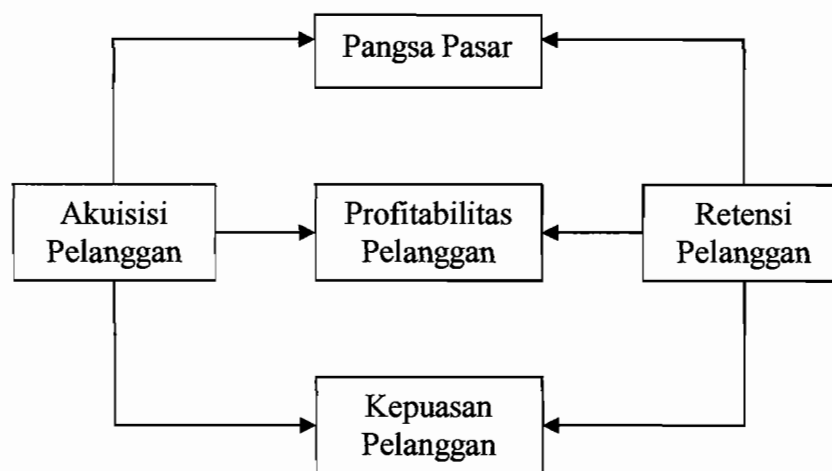 Pangsa Pasar
Akuisisi
Pelanggan
Profitabilitas
Pelanggan
Retensi
Pelanggan
Kepuasan
Pelanggan